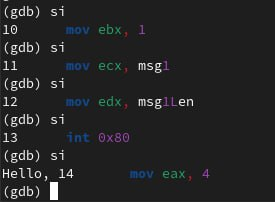 (gdb) si
10 mov ebx, 1
(gdb) si
11 mov ecx, msg1
(gdb) si
12 mov edx, msg1Len
(gdb) si
13 int 0x80
(gdb) si
Hello, 14 mov eax, 4
(gdb)